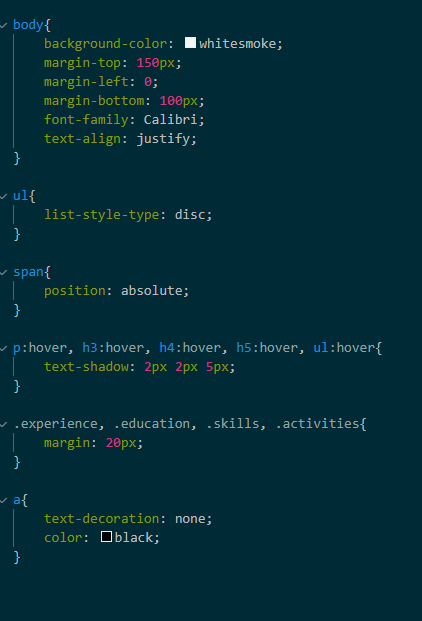 body{
background-color: whitesmoke;
margin-top: 150px;
margin-left: 0;
margin-bottom: 100px;
font-family: Calibri;
text-align: justify;
}
ul{
list-style-type: disc;
}
span{
position: absolute;
}
p:hover, h3:hover, h4:hover, h5:hover, ul:hover{
text-shadow: 2px 2px 5px;
}
.experience, .education, .skills, .activities{
margin: 20px;
}
a{
text-decoration: none;
color: black;
}